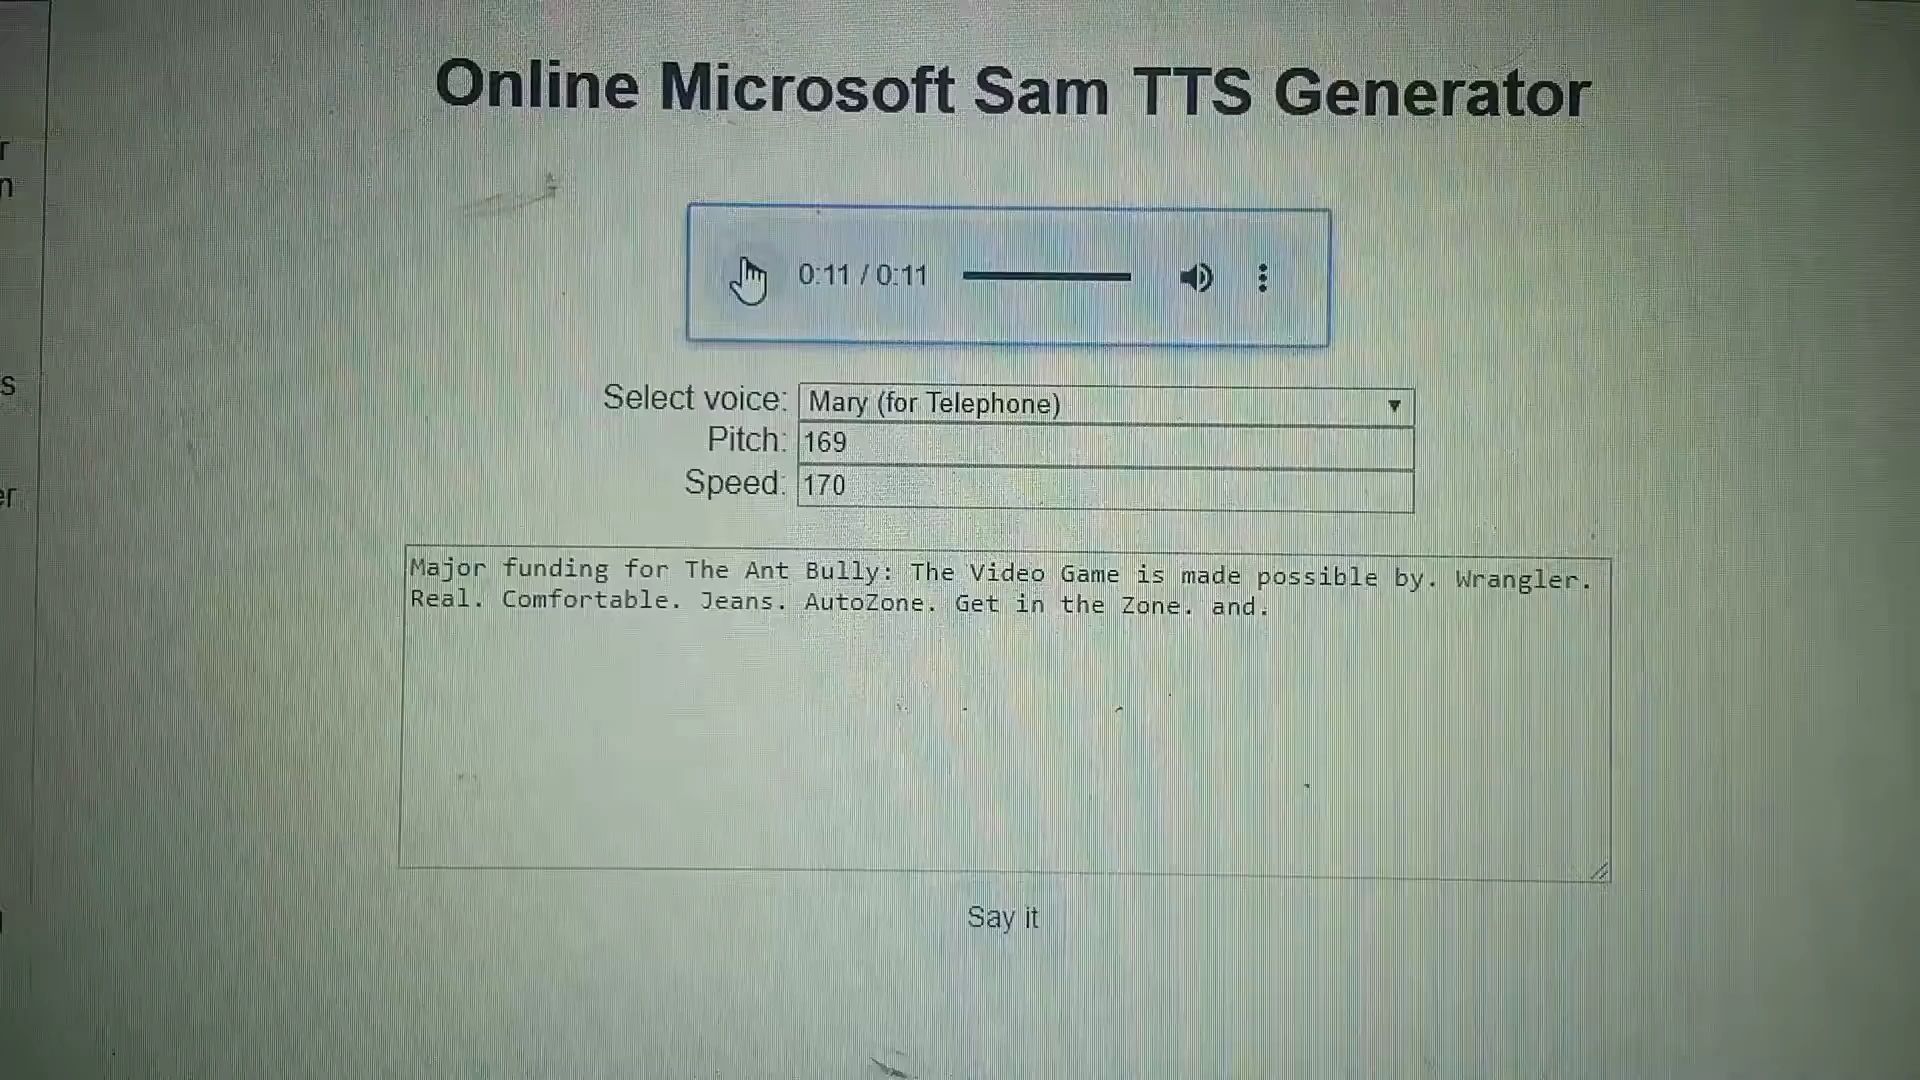 Online Microsoft Sam TTS Generator
0:11 / 0:11
Select voice: Mary (for Telephone)
Pitch: 169
Speed: 170
Major funding for The Ant Bully: The Video Game is made possible by. Wrangler.
Real. Comfortable. Jeans. AutoZone. Get in the Zone. and.
Say it